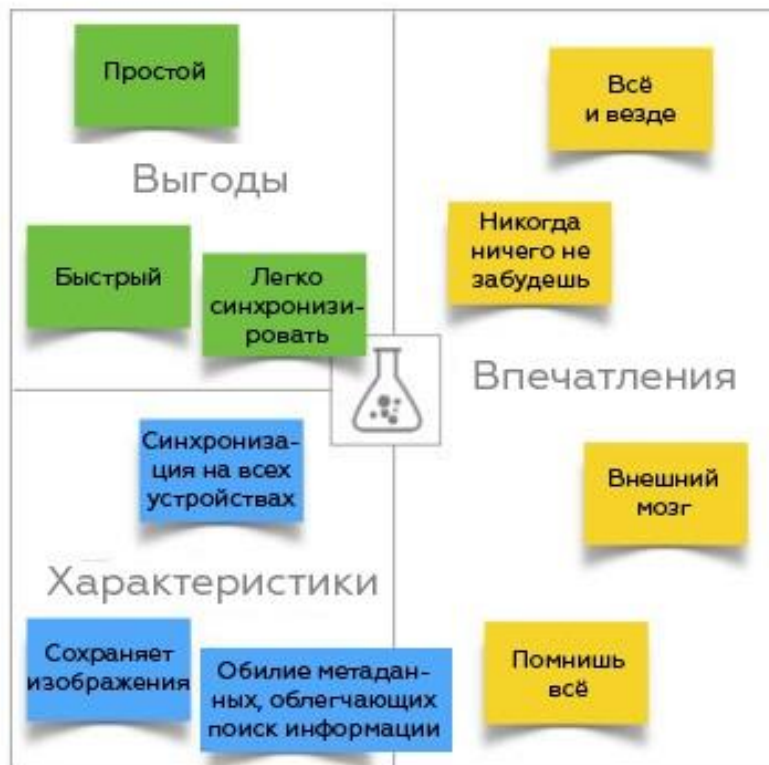 Простой
Выгоды
Быстрый
Легко
синхронизи-
ровать
Синхрониза-
ция на всех
устройствах
Характеристики
Сохраняет
изображения
Обилие метадан-
ных, облегчающих
поиск информации
Всё
и везде
Никогда
ничего не
забудешь
Впечатления
Внешний
мозг
Помнишь
всё